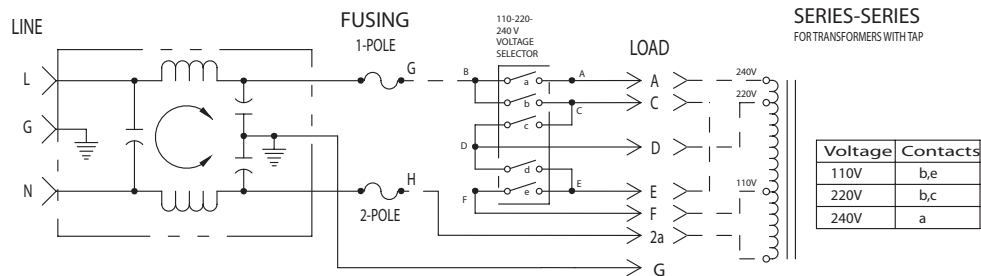 LINE
L
G
N
FUSING
1-POLE
G
H
2-POLE
110-220-
240 V
VOLTAGE
SELECTOR
B
a
A
b
C
c
D
d
E
e
F
LOAD
A
C
D
E
F
2a
G
SERIES-SERIES
FOR TRANSFORMERS WITH TAP
240V
220V
110V
0V
Voltage Contacts
110V b,e
220V b,c
240V a